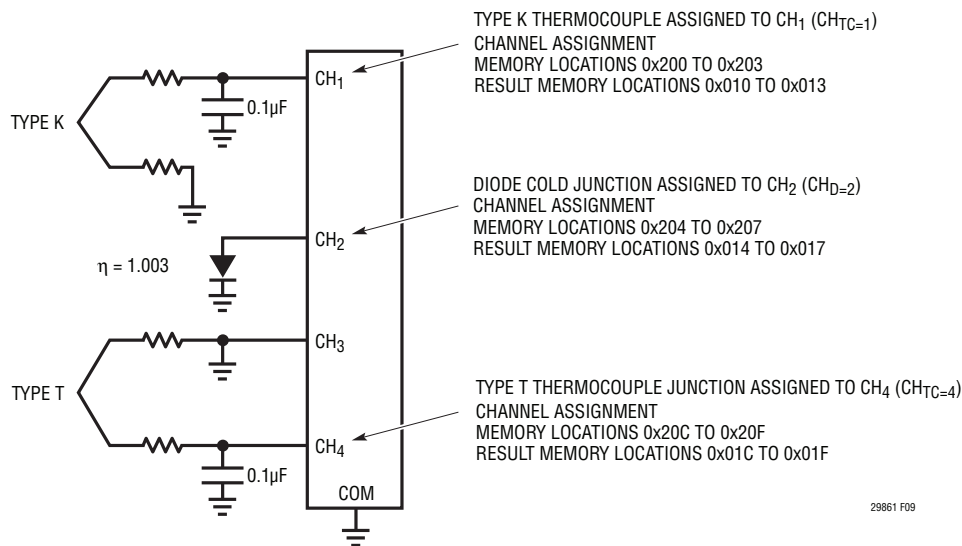 TYPE K THERMOCOUPLE ASSIGNED TO CH1 (CHTC=1)
CHANNEL ASSIGNMENT
MEMORY LOCATIONS 0x200 TO 0x203
RESULT MEMORY LOCATIONS 0x010 TO 0x013
CH1
0.1µF
TYPE K
DIODE COLD JUNCTION ASSIGNED TO CH2 (CHD=2)
CHANNEL ASSIGNMENT
MEMORY LOCATIONS 0x204 TO 0x207
RESULT MEMORY LOCATIONS 0x014 TO 0x017
CH2
η = 1.003
CH3
TYPE T
TYPE T THERMOCOUPLE JUNCTION ASSIGNED TO CH4 (CHTC=4)
CHANNEL ASSIGNMENT
MEMORY LOCATIONS 0x20C TO 0x20F
RESULT MEMORY LOCATIONS 0x01C TO 0x01F
CH4
0.1µF
COM
29861 F09